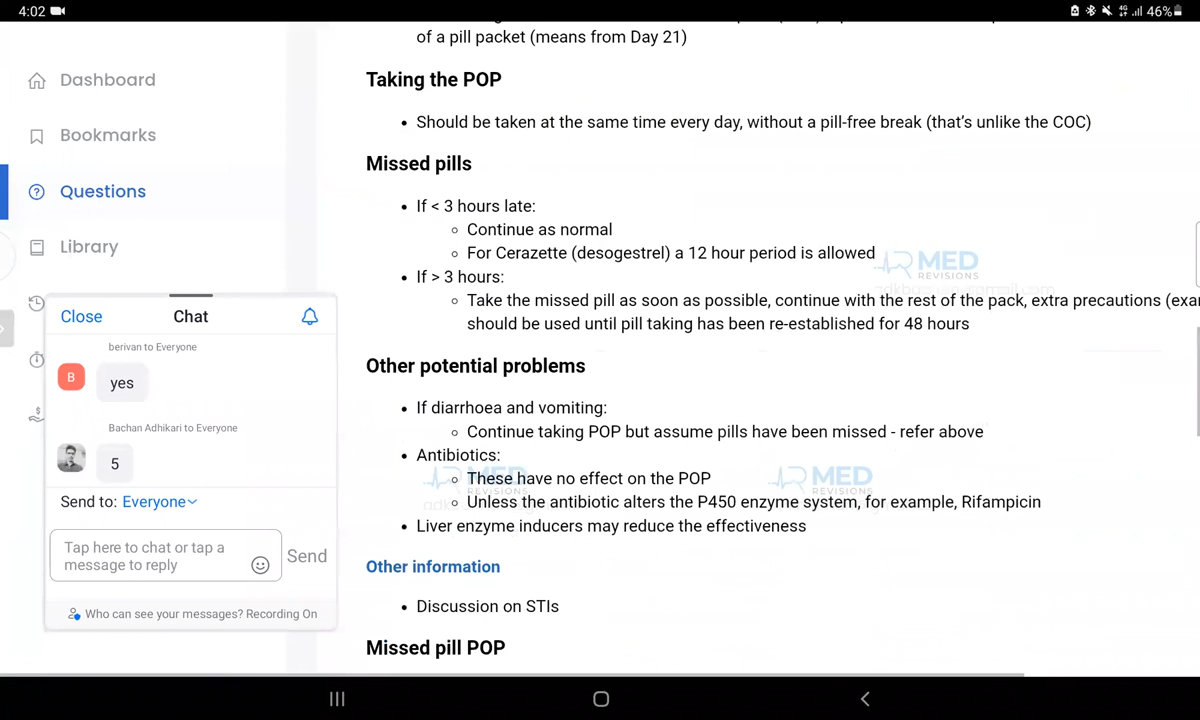 4:02
4G
46%
of a pill packet (means from Day 21)
Dashboard
Bookmarks
Questions
Library
Taking the POP
• Should be taken at the same time every day, without a pill-free break (that's unlike the COC)
Missed pills
• If < 3 hours late:
◦ Continue as normal
◦ For Cerazette (desogestrel) a 12 hour period is allowed
• If > 3 hours:
◦ Take the missed pill as soon as possible, continue with the rest of the pack, extra precautions (exa
should be used until pill taking has been re-established for 48 hours
Other potential problems
• If diarrhoea and vomiting:
◦ Continue taking POP but assume pills have been missed - refer above
• Antibiotics:
◦ These have no effect on the POP
◦ Unless the antibiotic alters the P450 enzyme system, for example, Rifampicin
• Liver enzyme inducers may reduce the effectiveness
Other information
• Discussion on STIs
Missed pill POP
MED
REVISIONS
MED
REVISIONS
MED
REVISIONS
Close
Chat
berivan to Everyone
B
yes
Bachan Adhikari to Everyone
5
Send to: Everyone
Tap here to chat or tap a
message to reply
Send
Who can see your messages? Recording On